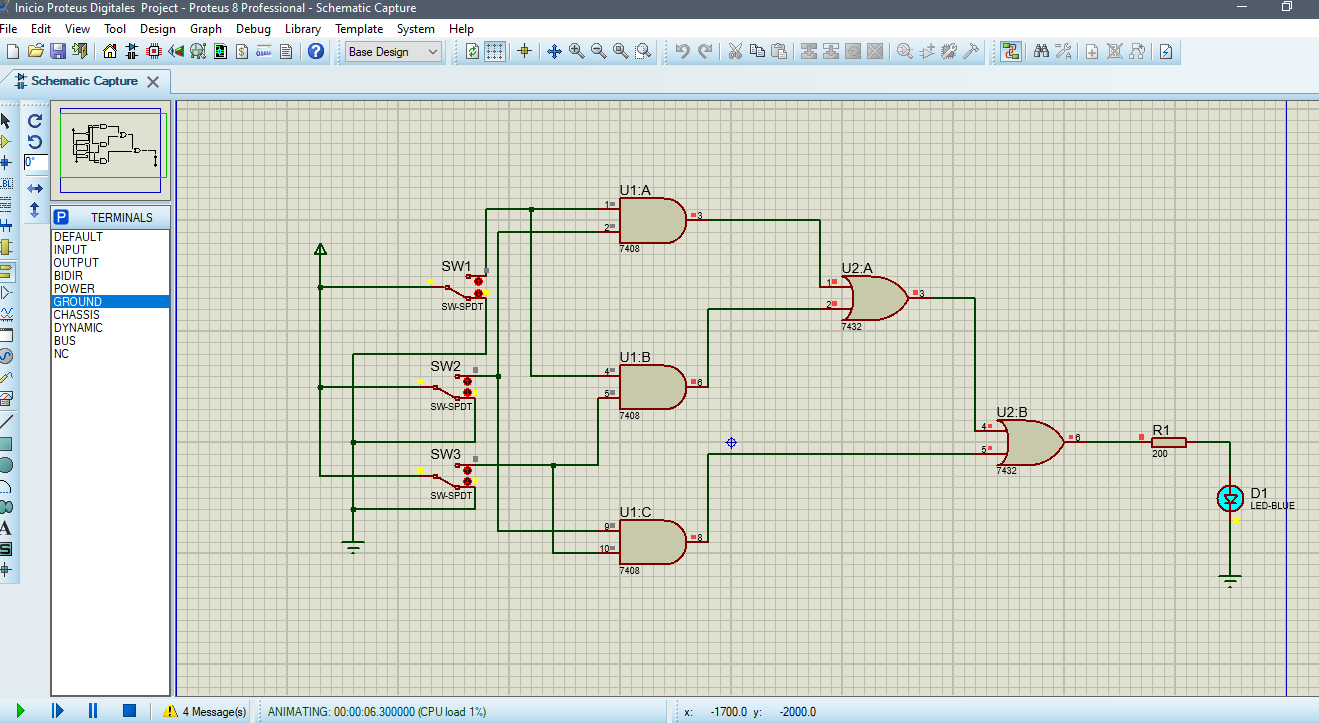 Inicio Proteus Digitales Project - Proteus 8 Professional - Schematic Capture
File Edit View Tool Design Graph Debug Library Template System Help
Base Design
Schematic Capture
0°
LBL
P TERMINALS
DEFAULT
INPUT
OUTPUT
BIDIR
POWER
GROUND
CHASSIS
DYNAMIC
BUS
NC
A
S
U1:A
1
2
3
7408
SW1
SW-SPDT
U2:A
1
2
3
7432
SW2
SW-SPDT
U1:B
4
5
6
7408
SW3
SW-SPDT
U2:B
4
5
6
7432
R1
200
D1
LED-BLUE
U1:C
9
10
8
7408
4 Message(s) ANIMATING: 00:00:06.300000 (CPU load 1%) x: -1700.0 y: -2000.0